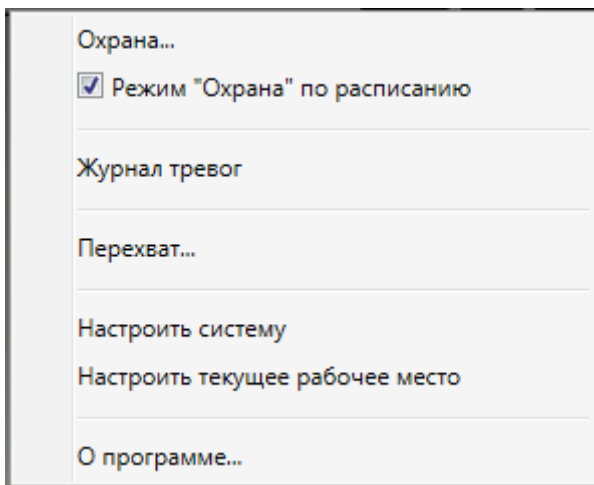 Охрана...
Режим "Охрана" по расписанию
Журнал тревог
Перехват...
Настроить систему
Настроить текущее рабочее место
О программе...